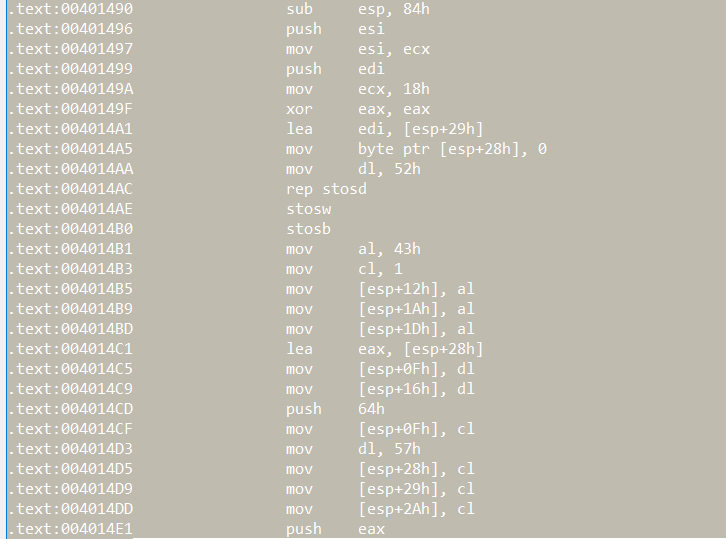 .text:00401490 sub esp, 84h
.text:00401496 push esi
.text:00401497 mov esi, ecx
.text:00401499 push edi
.text:0040149A mov ecx, 18h
.text:0040149F xor eax, eax
.text:004014A1 lea edi, [esp+29h]
.text:004014A5 mov byte ptr [esp+28h], 0
.text:004014AA mov dl, 52h
.text:004014AC rep stosd
.text:004014AE stosw
.text:004014B0 stosb
.text:004014B1 mov al, 43h
.text:004014B3 mov cl, 1
.text:004014B5 mov [esp+12h], al
.text:004014B9 mov [esp+1Ah], al
.text:004014BD mov [esp+1Dh], al
.text:004014C1 lea eax, [esp+28h]
.text:004014C5 mov [esp+0Fh], dl
.text:004014C9 mov [esp+16h], dl
.text:004014CD push 64h
.text:004014CF mov [esp+0Fh], cl
.text:004014D3 mov dl, 57h
.text:004014D5 mov [esp+28h], cl
.text:004014D9 mov [esp+29h], cl
.text:004014DD mov [esp+2Ah], cl
.text:004014E1 push eax